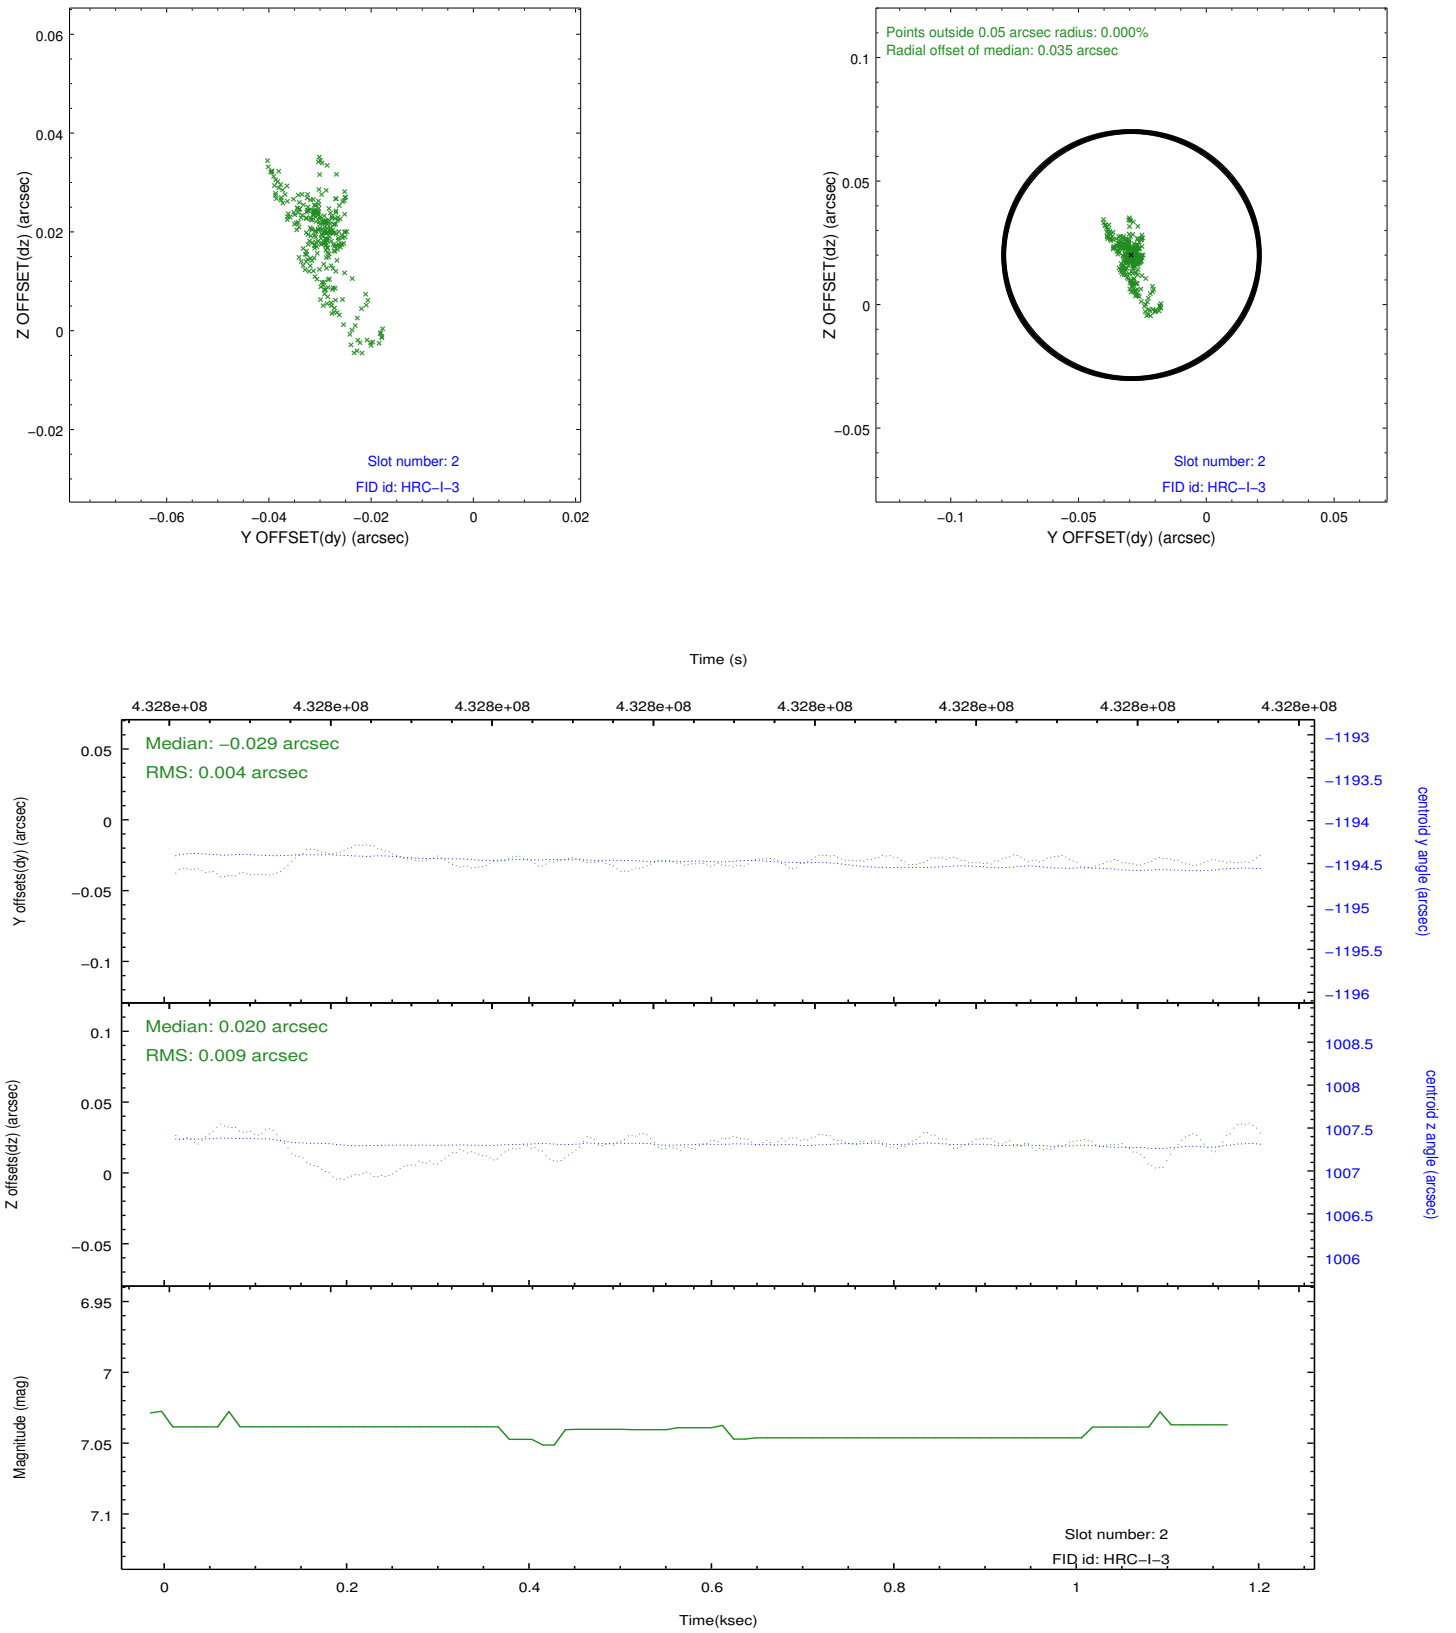 0.06
0.04
0.02
0
−0.02
Z OFFSET(dz) (arcsec)
Slot number: 2
FID id: HRC−I−3
−0.06
−0.04
−0.02
0
0.02
Y OFFSET(dy) (arcsec)
Points outside 0.05 arcsec radius: 0.000%
Radial offset of median: 0.035 arcsec
0.1
0.05
0
−0.05
Z OFFSET(dz) (arcsec)
Slot number: 2
FID id: HRC−I−3
−0.1
−0.05
0
0.05
Y OFFSET(dy) (arcsec)
Time (s)
4.328e+08
4.328e+08
4.328e+08
4.328e+08
4.328e+08
4.328e+08
4.328e+08
4.328e+08
Median: −0.029 arcsec
RMS: 0.004 arcsec
0.05
0
−0.05
−0.1
Y offsets(dy) (arcsec)
−1193
−1193.5
−1194
−1194.5
−1195
−1195.5
−1196
centroid y angle (arcsec)
Median: 0.020 arcsec
RMS: 0.009 arcsec
0.1
0.05
0
−0.05
Z offsets(dz) (arcsec)
1008.5
1008
1007.5
1007
1006.5
1006
centroid z angle (arcsec)
6.95
7
7.05
7.1
Magnitude (mag)
Slot number: 2
FID id: HRC−I−3
0
0.2
0.4
0.6
0.8
1
1.2
Time(ksec)